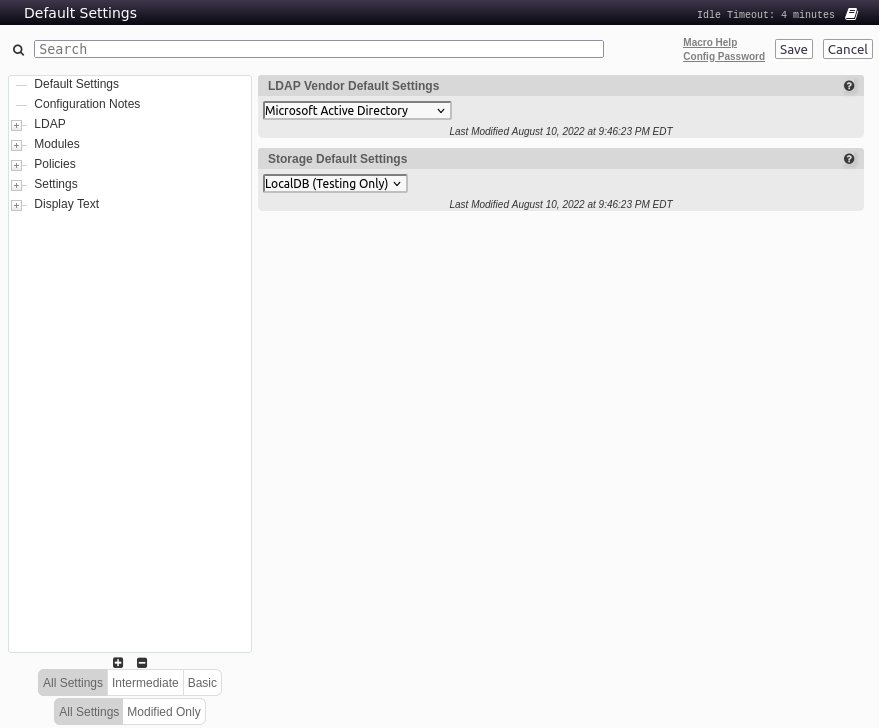 Default Settings
Idle Timeout: 4 minutes
Search
Macro Help
Config Password
Save
Cancel
Default Settings
Configuration Notes
LDAP
Modules
Policies
Settings
Display Text
LDAP Vendor Default Settings
Microsoft Active Directory
Last Modified August 10, 2022 at 9:46:23 PM EDT
Storage Default Settings
LocalDB (Testing Only)
Last Modified August 10, 2022 at 9:46:23 PM EDT
All Settings Intermediate Basic
All Settings Modified Only